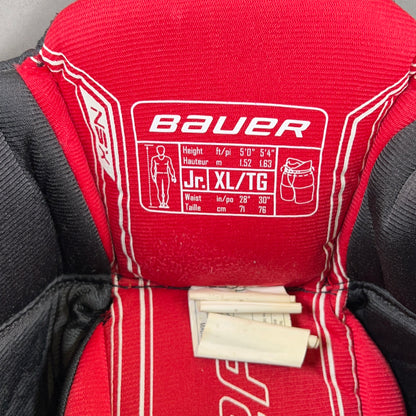 BAUER
NSX
Height ft/pi 5'0" 5'4"
Hauteur m 1.52 1.63
Jr. XL/TG
Waist in/po 28" 30"
Taille cm 71 76